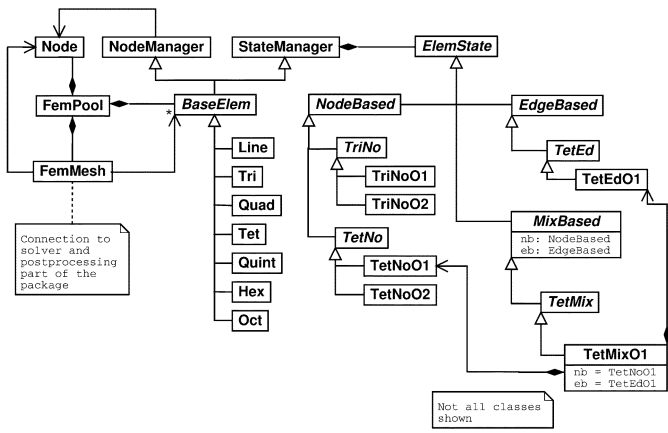 Node
NodeManager
StateManager
ElemState
FemPool
BaseElem
NodeBased
EdgeBased
*
FemMesh
Line
Tri
Quad
Tet
Quint
Hex
Oct
TriNo
TriNoO1
TriNoO2
TetNo
TetNoO1
TetNoO2
TetEd
TetEdO1
MixBased
nb: NodeBased
eb: EdgeBased
TetMix
TetMixO1
nb = TetNoO1
eb = TetEdO1
Connection to
solver and
postprocessing
part of the
package
Not all classes
shown